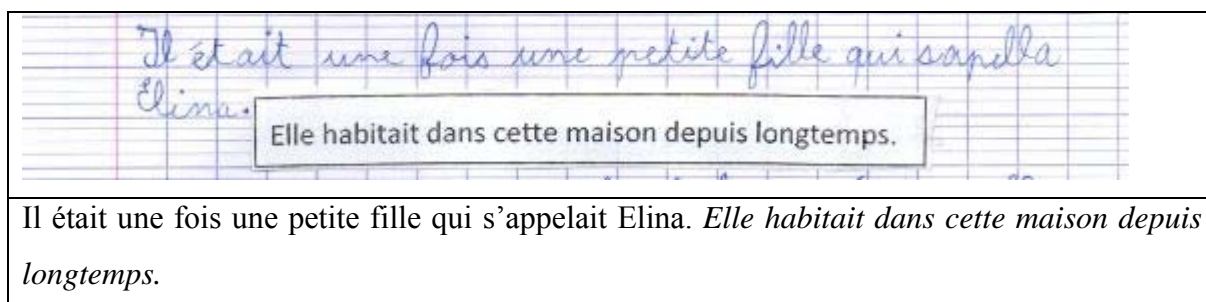 Il était une fois une petite fille qui sapella
Elina.
Elle habitait dans cette maison depuis longtemps.
Il était une fois une petite fille qui s’appelait Elina. Elle habitait dans cette maison depuis
longtemps.